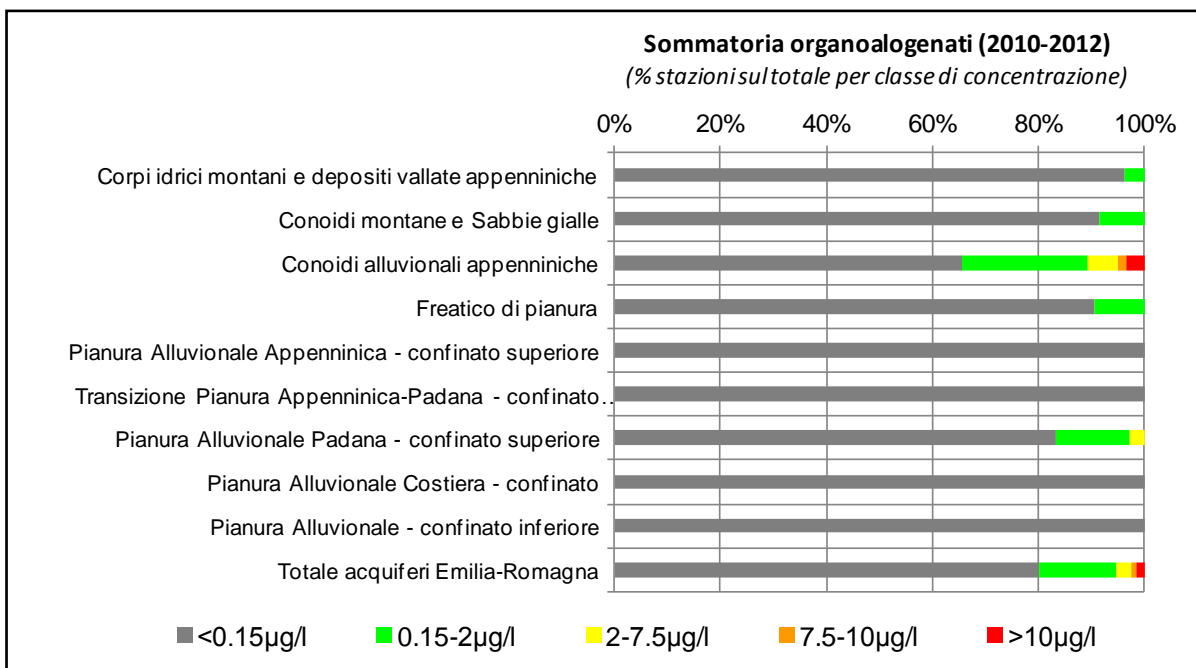 Sommatoria organoalogenati (2010-2012)
(% stazioni sul totale per classe di concentrazione)
0% 20% 40% 60% 80% 100%
Corpi idrici montani e depositi vallate appenniniche
Conoidi montane e Sabbie gialle
Conoidi alluvionali appenniniche
Freatico di pianura
Pianura Alluvionale Appenninica - confinato superiore
Transizione Pianura Appenninica-Padana - confinato…
Pianura Alluvionale Padana - confinato superiore
Pianura Alluvionale Costiera - confinato
Pianura Alluvionale - confinato inferiore
Totale acquiferi Emilia-Romagna
<0.15µg/l 0.15-2µg/l 2-7.5µg/l 7.5-10µg/l >10µg/l